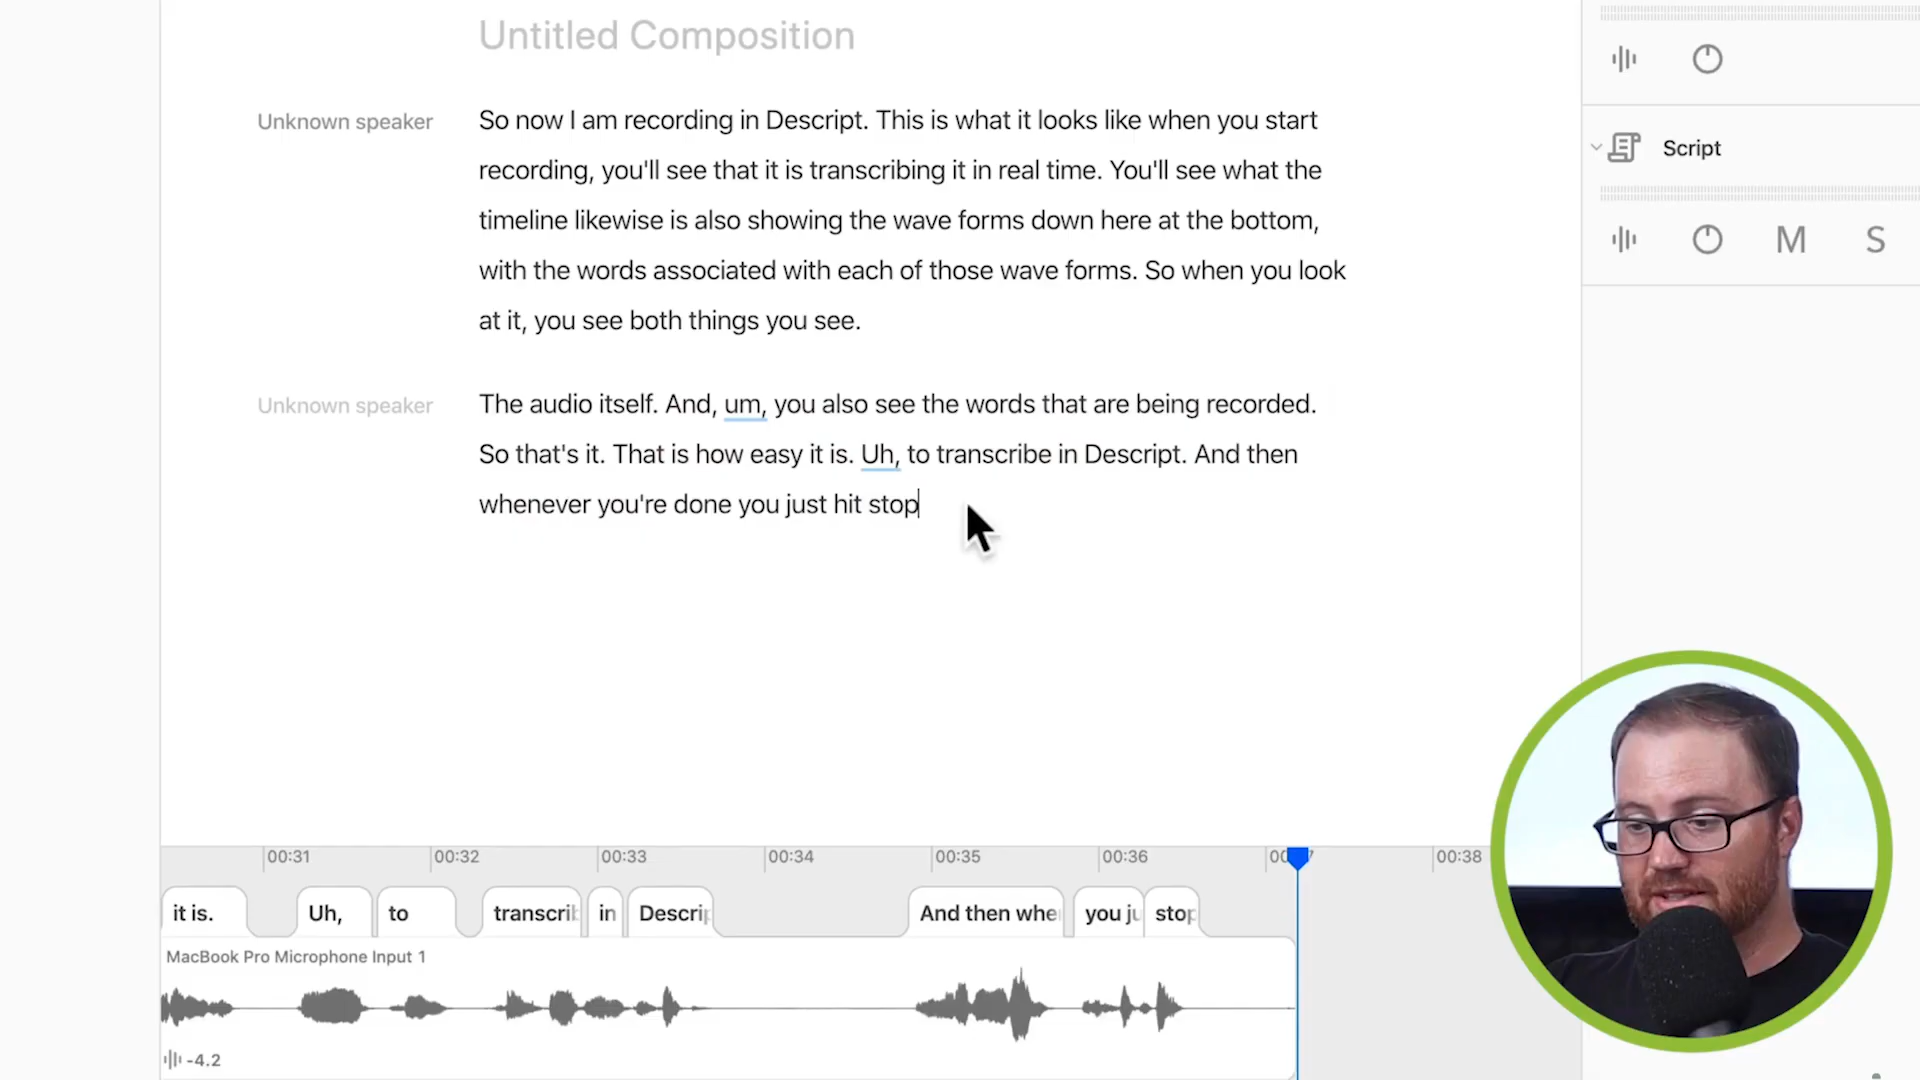 Untitled Composition
Unknown speaker
So now I am recording in Descript. This is what it looks like when you start
recording, you'll see that it is transcribing it in real time. You'll see what the
timeline likewise is also showing the wave forms down here at the bottom,
with the words associated with each of those wave forms. So when you look
at it, you see both things you see.
Unknown speaker
The audio itself. And, um, you also see the words that are being recorded.
So that's it. That is how easy it is. Uh, to transcribe in Descript. And then
whenever you're done you just hit stop
Script
M S
00:31 00:32 00:33 00:34 00:35 00:36 00:38
it is. Uh, to transcrib in Descrip And then whe you ju stop
MacBook Pro Microphone Input 1
-4.2